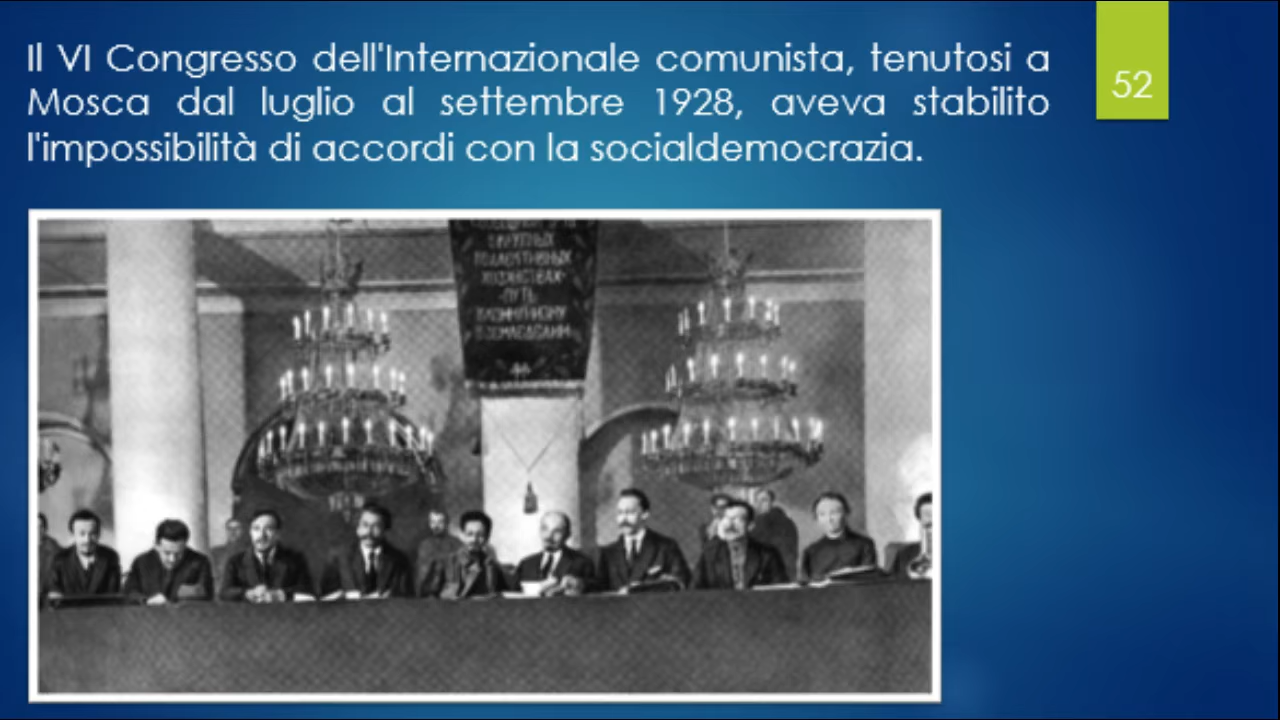 Il VI Congresso dell'Internazionale comunista, tenutosi a
Mosca dal luglio al settembre 1928, aveva stabilito
l'impossibilità di accordi con la socialdemocrazia.
52
ПУТЬ